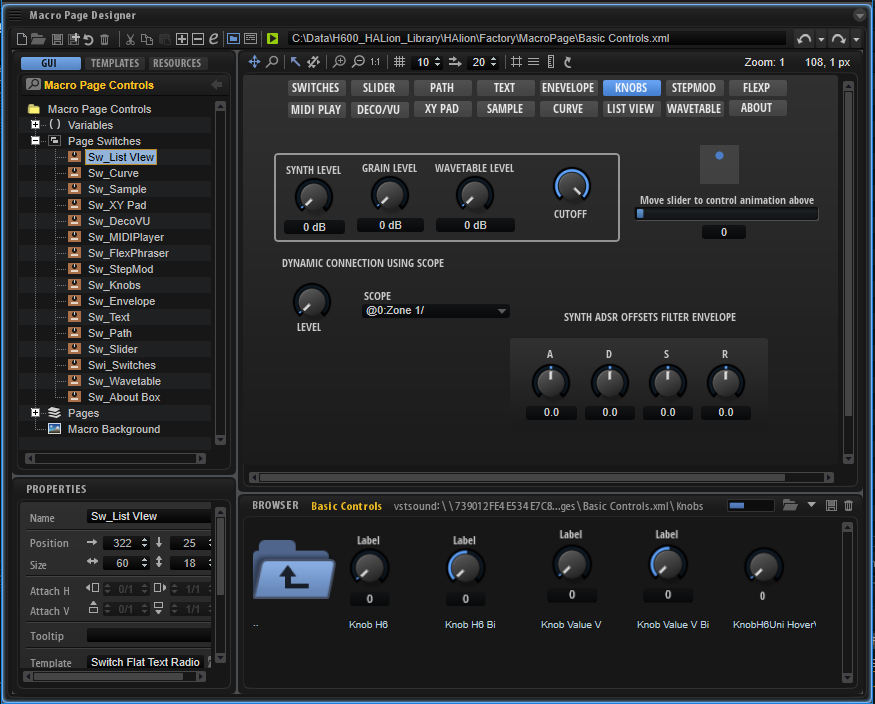 Macro Page Designer
C:\Data\H600_HALion_Library\HAlion\Factory\MacroPage\Basic Controls.xml
GUI TEMPLATES RESOURCES
1:1 10 20 Zoom: 1 108, 1 px
Macro Page Controls
Macro Page Controls
Variables
Page Switches
Sw_List VIew
Sw_Curve
Sw_Sample
Sw_XY Pad
Sw_DecoVU
Sw_MIDIPlayer
Sw_FlexPhraser
Sw_StepMod
Sw_Knobs
Sw_Envelope
Sw_Text
Sw_Path
Sw_Slider
Swi_Switches
Sw_Wavetable
Sw_About Box
Pages
Macro Background
SWITCHES SLIDER PATH TEXT ENVELOPE KNOBS STEPMOD FLEXP
MIDI PLAY DECO/VU XY PAD SAMPLE CURVE LIST VIEW WAVETABLE ABOUT
SYNTH LEVEL GRAIN LEVEL WAVETABLE LEVEL
0 dB 0 dB 0 dB
CUTOFF
Move slider to control animation above
0
DYNAMIC CONNECTION USING SCOPE
LEVEL
SCOPE
@0:Zone 1/
SYNTH ADSR OFFSETS FILTER ENVELOPE
A D S R
0.0 0.0 0.0 0.0
PROPERTIES
Name Sw_List VIew
Position 322 25
Size 60 18
Attach H 0/1 1/1
Attach V 0/1 1/1
Tooltip
Template Switch Flat Text Radio
BROWSER Basic Controls vstsound:\\739012FE4E534E7C8...ges\Basic Controls.xml\Knobs
Label Label Label Label
0 0 0 0 0
.. Knob H6 Knob H6 Bi Knob Value V Knob Value V Bi KnobH6Uni Hover\